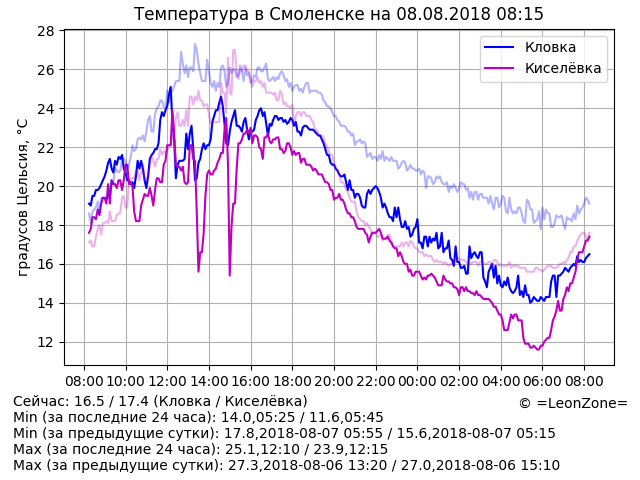 Температура в Смоленске на 08.08.2018 08:15
градусов Цельсия, °C
28
26
24
22
20
18
16
14
12
Кловка
Киселёвка
08:00 10:00 12:00 14:00 16:00 18:00 20:00 22:00 00:00 02:00 04:00 06:00 08:00
Сейчас: 16.5 / 17.4 (Кловка / Киселёвка)
© =LeonZone=
Min (за последние 24 часа): 14.0,05:25 / 11.6,05:45
Min (за предыдущие сутки): 17.8,2018-08-07 05:55 / 15.6,2018-08-07 05:15
Max (за последние 24 часа): 25.1,12:10 / 23.9,12:15
Max (за предыдущие сутки): 27.3,2018-08-06 13:20 / 27.0,2018-08-06 15:10